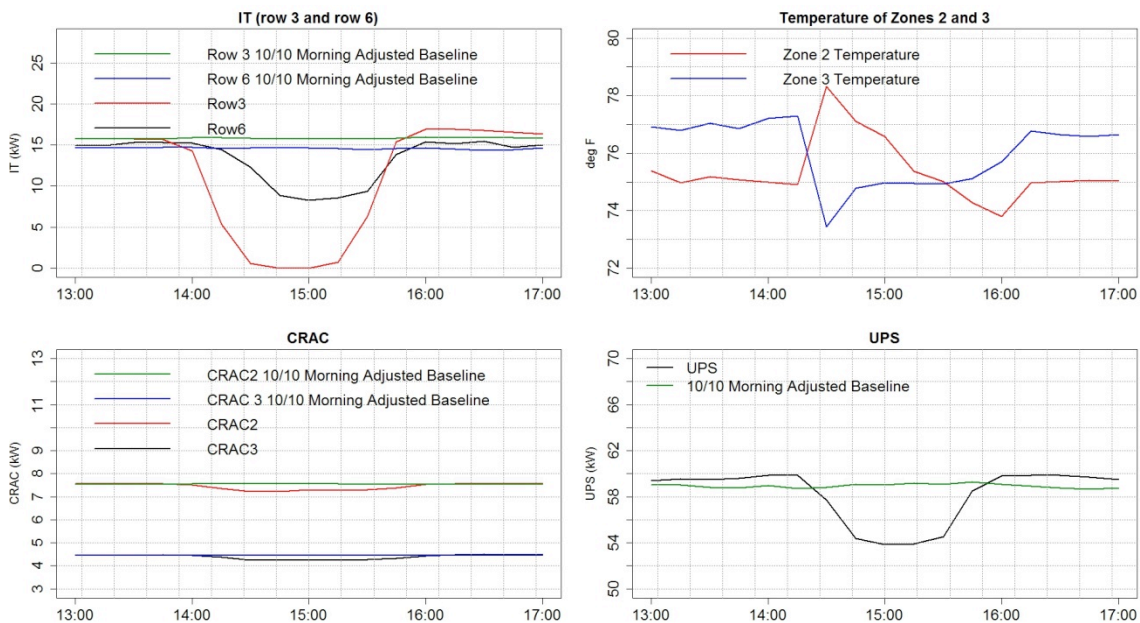 IT (row 3 and row 6)
IT (kW)
25
20
15
10
5
0
Row 3 10/10 Morning Adjusted Baseline
Row 6 10/10 Morning Adjusted Baseline
Row3
Row6
13:00 14:00 15:00 16:00 17:00
Temperature of Zones 2 and 3
deg F
80
78
76
74
72
Zone 2 Temperature
Zone 3 Temperature
13:00 14:00 15:00 16:00 17:00
CRAC
CRAC (kW)
13
11
9
8
7
6
5
4
3
CRAC2 10/10 Morning Adjusted Baseline
CRAC 3 10/10 Morning Adjusted Baseline
CRAC2
CRAC3
13:00 14:00 15:00 16:00 17:00
UPS
UPS (kW)
70
66
62
58
54
50
UPS
10/10 Morning Adjusted Baseline
13:00 14:00 15:00 16:00 17:00